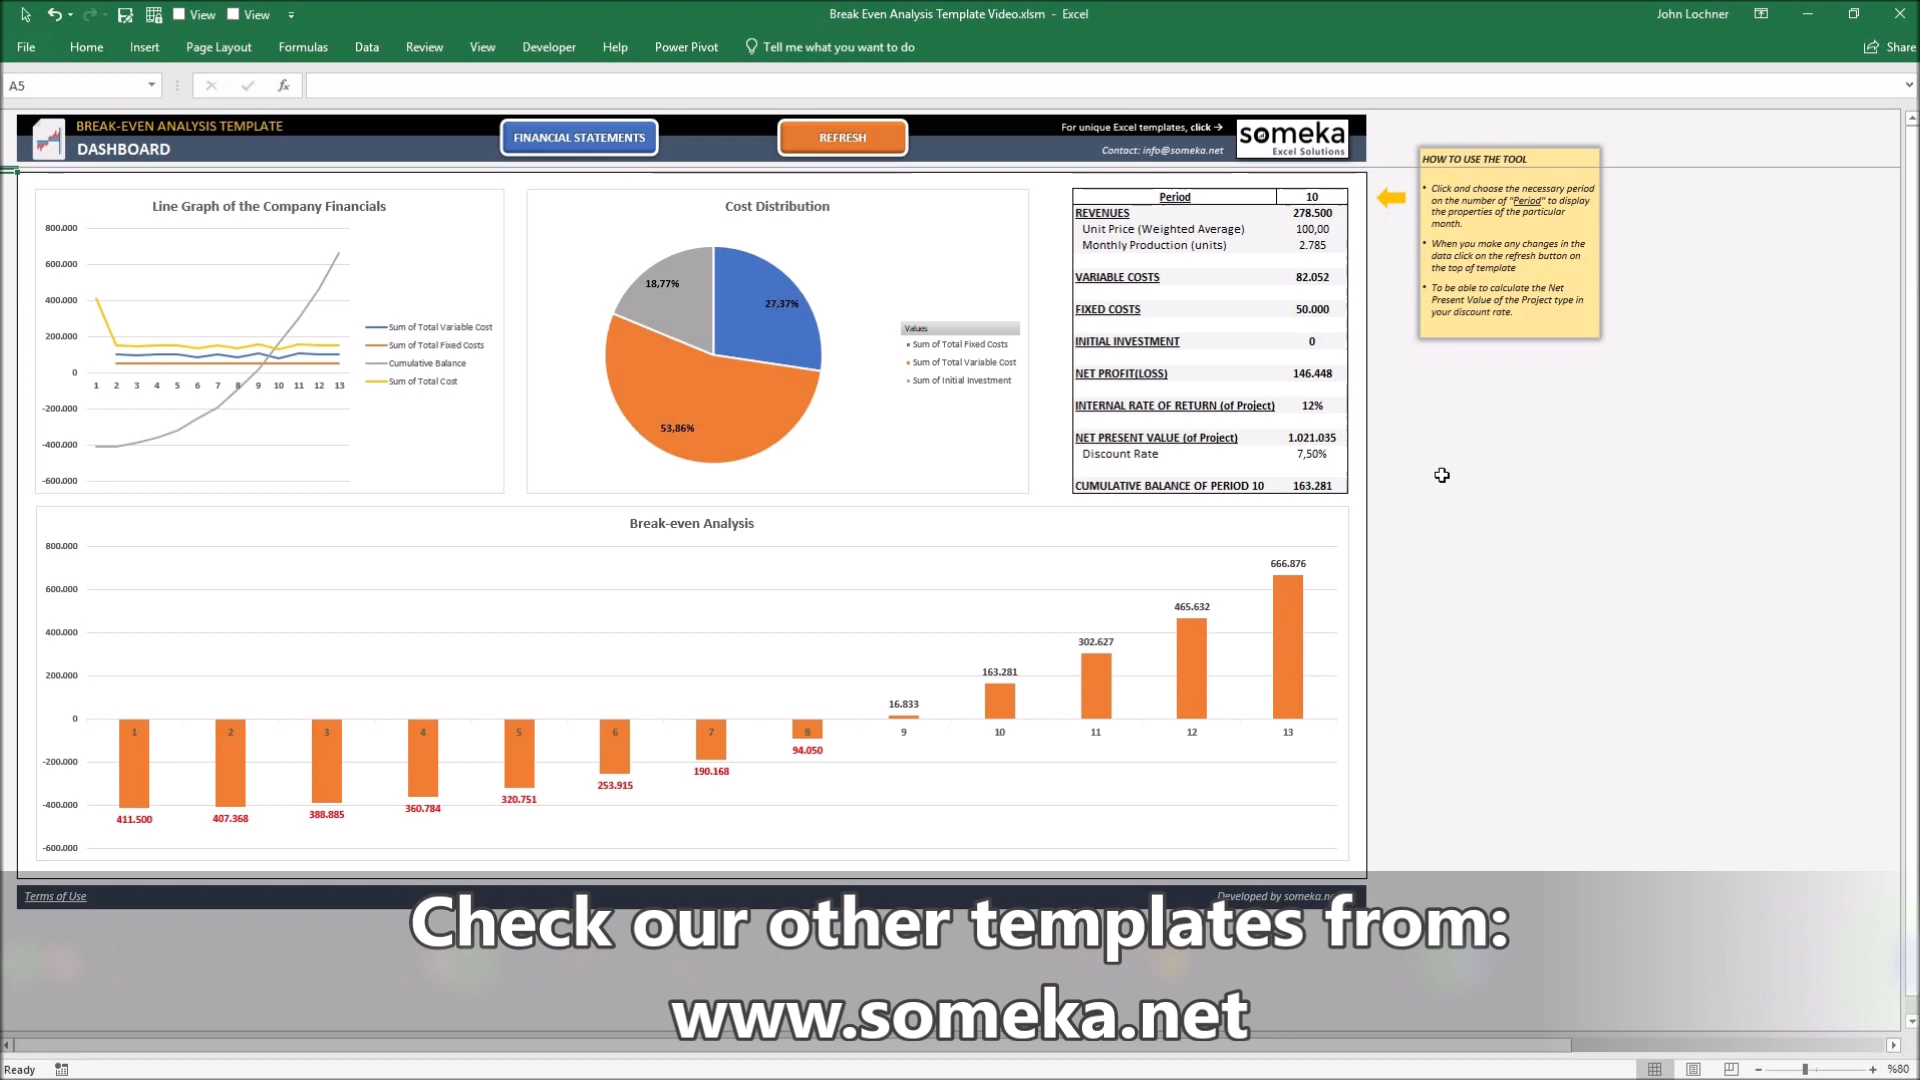 View
View
Break Even Analysis Template Video.xlsm - Excel
John Lochner
File
Home
Insert
Page Layout
Formulas
Data
Review
View
Developer
Help
Power Pivot
Tell me what you want to do
Share
A5
fx
BREAK-EVEN ANALYSIS TEMPLATE
DASHBOARD
FINANCIAL STATEMENTS
REFRESH
For unique Excel templates, click →
Contact: info@someka.net
someka
Excel Solutions
HOW TO USE THE TOOL
• Click and choose the necessary period
on the number of "Period" to display
the properties of the particular
month.
• When you make any changes in the
data click on the refresh button on
the top of template
• To be able to calculate the Net
Present Value of the Project type in
your discount rate.
Line Graph of the Company Financials
800.000
600.000
400.000
200.000
0
-200.000
-400.000
-600.000
1 2 3 4 5 6 7 8 9 10 11 12 13
Sum of Total Variable Cost
Sum of Total Fixed Costs
Cumulative Balance
Sum of Total Cost
Cost Distribution
18,77%
27,37%
53,86%
Values
Sum of Total Fixed Costs
Sum of Total Variable Cost
Sum of Initial Investment
Period 10
REVENUES 278.500
Unit Price (Weighted Average) 100,00
Monthly Production (units) 2.785
VARIABLE COSTS 82.052
FIXED COSTS 50.000
INITIAL INVESTMENT 0
NET PROFIT(LOSS) 146.448
INTERNAL RATE OF RETURN (of Project) 12%
NET PRESENT VALUE (of Project) 1.021.035
Discount Rate 7,50%
CUMULATIVE BALANCE OF PERIOD 10 163.281
Break-even Analysis
800.000
600.000
400.000
200.000
0
-200.000
-400.000
-600.000
1 2 3 4 5 6 7 8 9 10 11 12 13
411.500
407.368
388.885
360.784
320.751
253.915
190.168
94.050
16.833
163.281
302.627
465.632
666.876
Terms of Use
Developed by someka.ne
Check our other templates from:
www.someka.net
Ready
%80